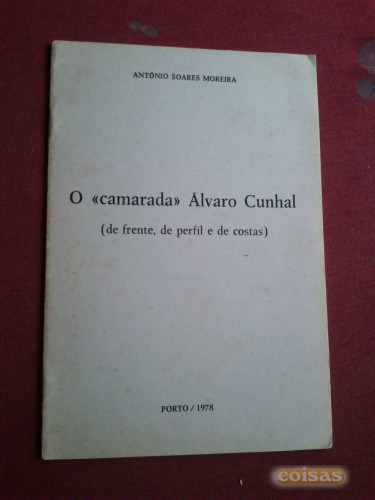 ANTÓNIO SOARES MOREIRA
O «camarada» Álvaro Cunhal
(de frente, de perfil e de costas)
PORTO / 1978
coisas